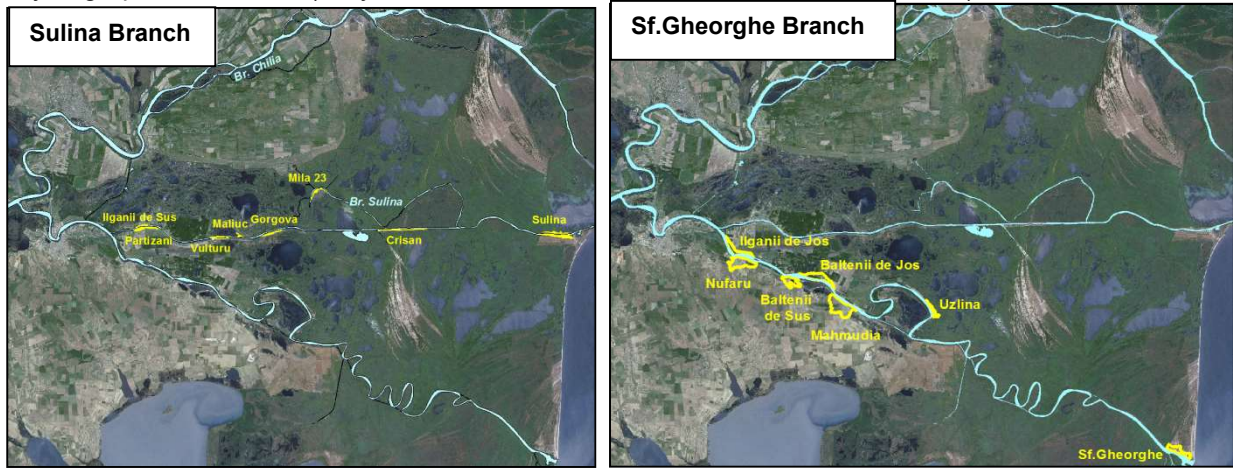 Sulina Branch
Br. Chilia
Mila 23
Br. Sulina
Ilganii de Sus
Maliuc
Gorgova
Sulina
Partizani
Vulturu
Crisan
Sf.Gheorghe Branch
Ilganii de Jos
Baltenii de Jos
Nufaru
Baltenii
de Sus
Uzlina
Mahmudia
Sf.Gheorghe